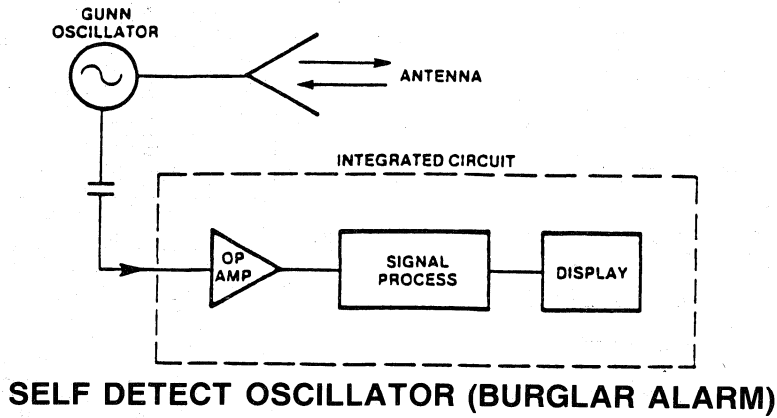 GUNN
OSCILLATOR
ANTENNA
INTEGRATED CIRCUIT
OP
AMP
SIGNAL
PROCESS
DISPLAY
SELF DETECT OSCILLATOR (BURGLAR ALARM)